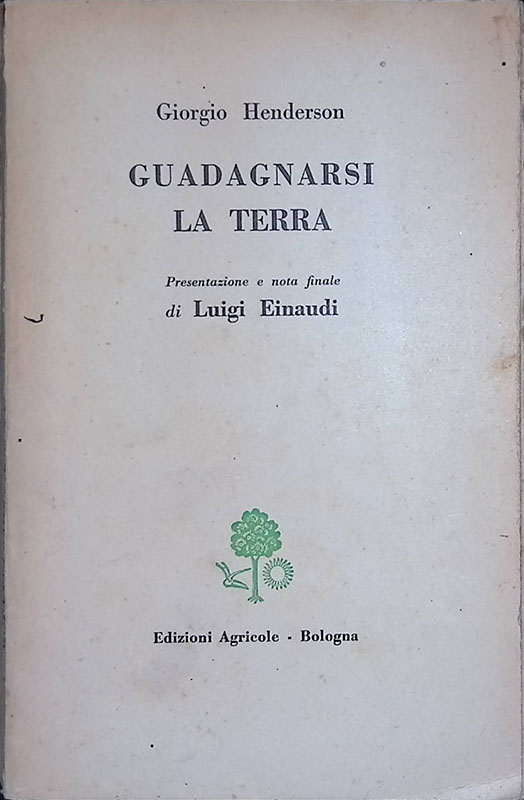 Giorgio Henderson
GUADAGNARSI
LA TERRA
Presentazione e nota finale
di Luigi Einaudi
Edizioni Agricole - Bologna